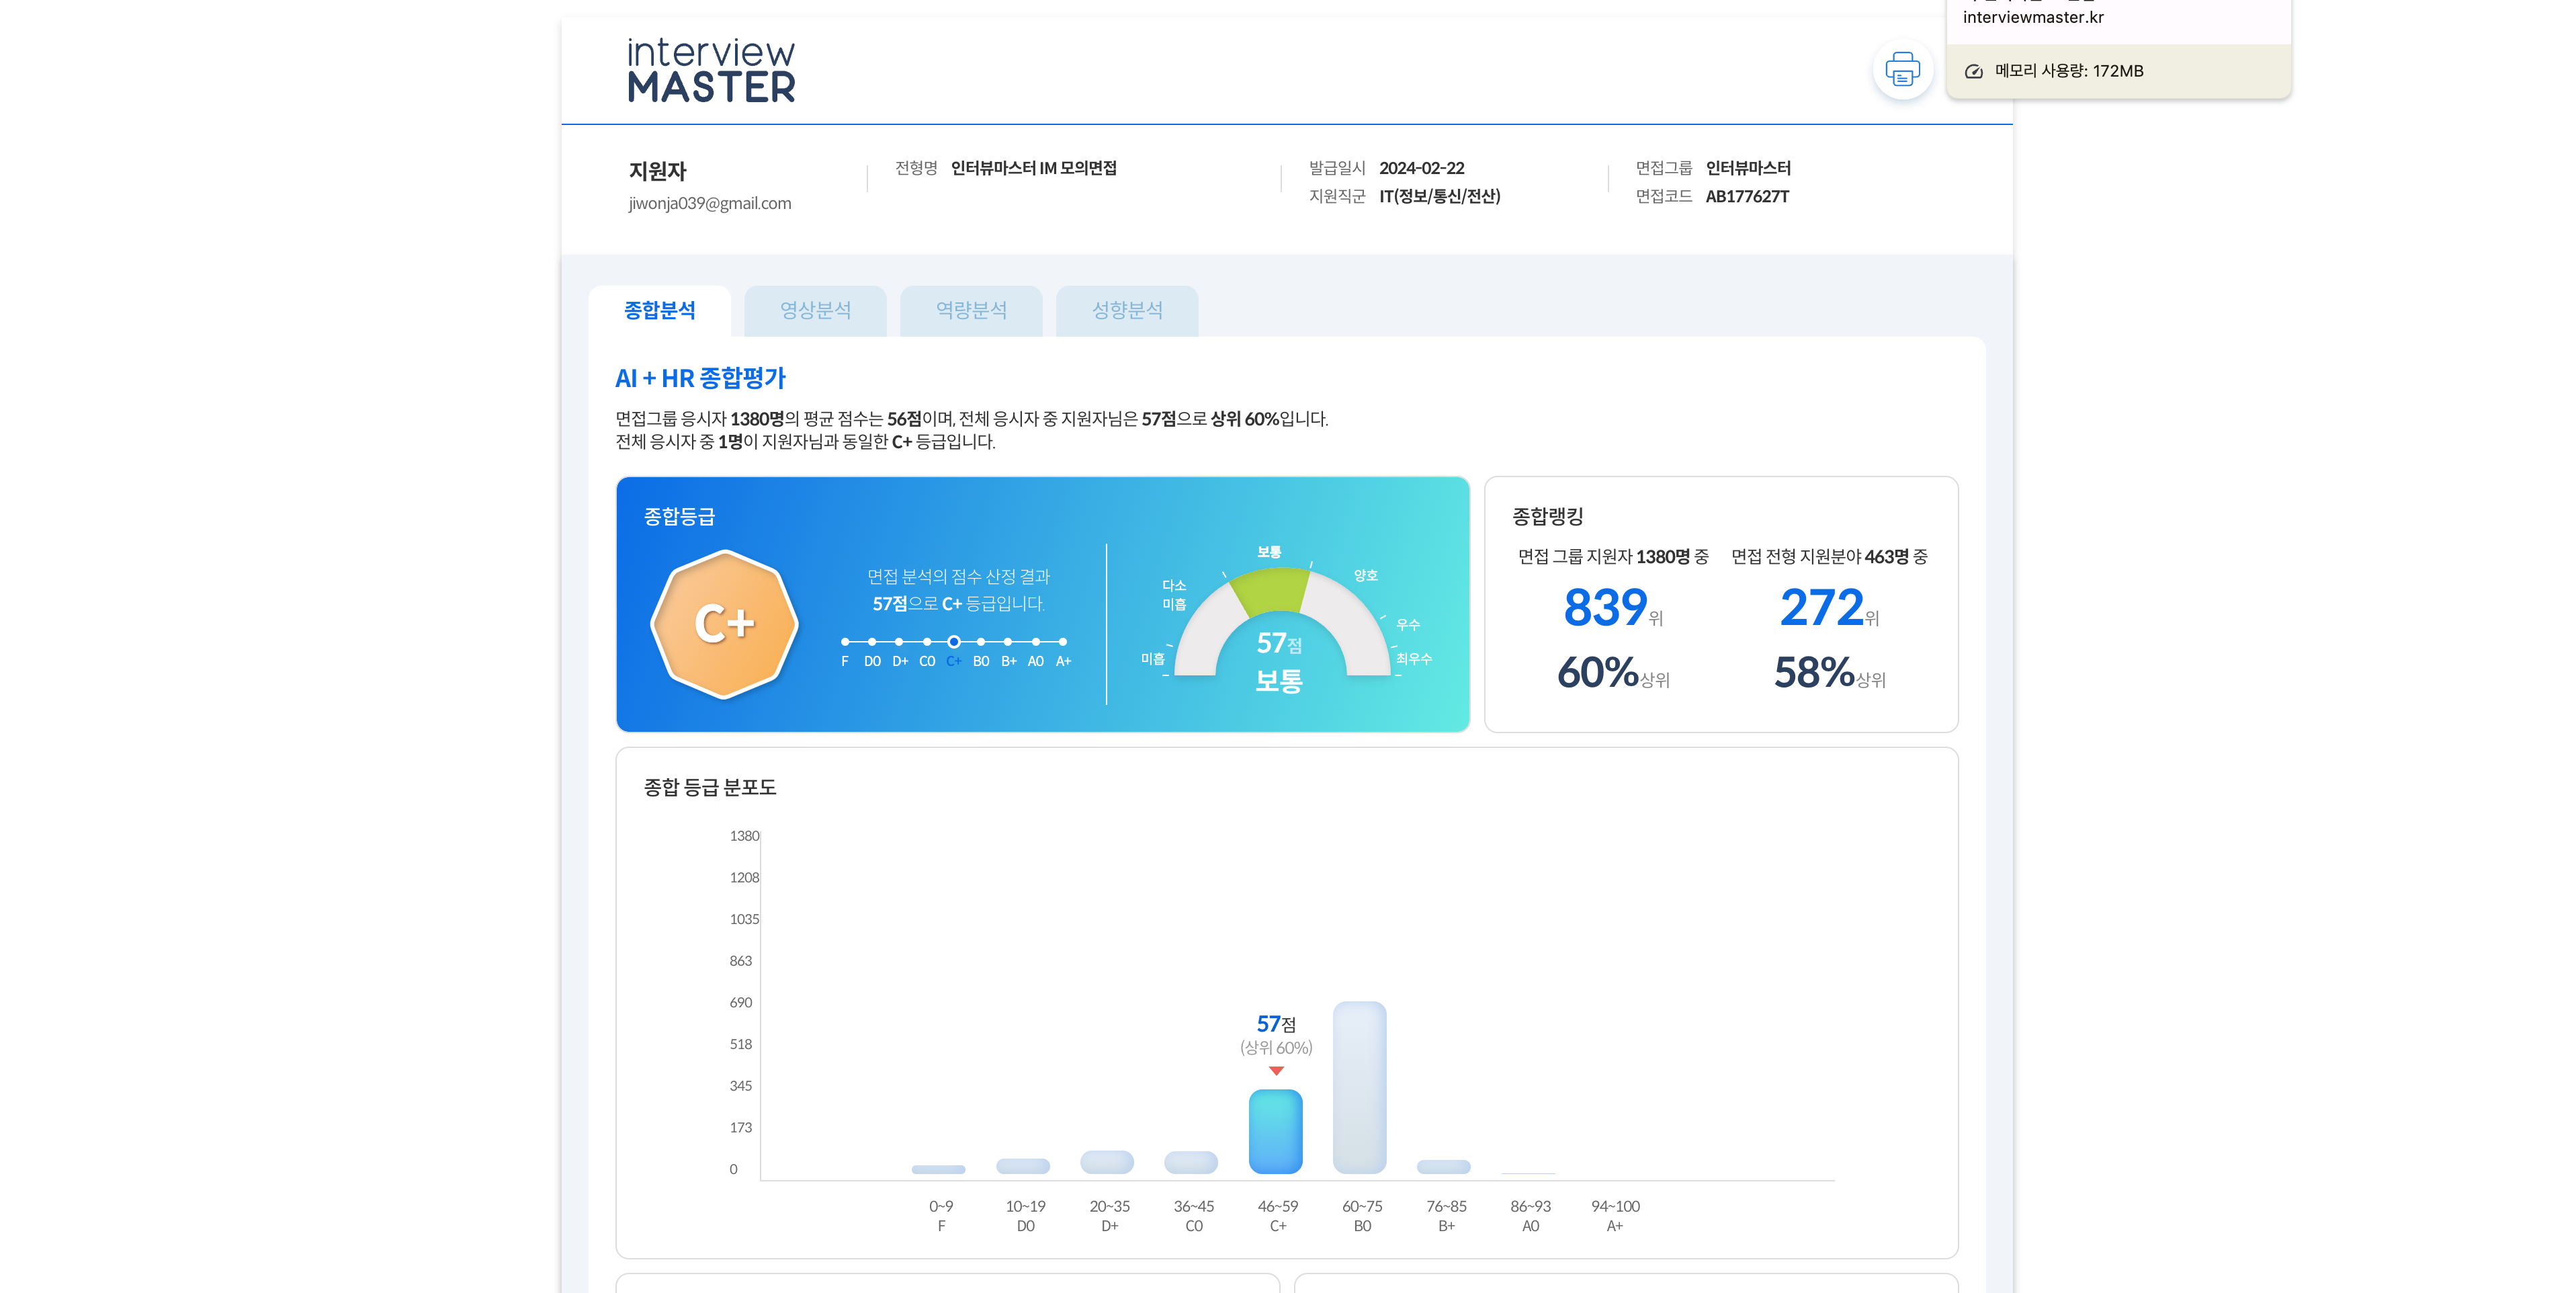 interviewmaster.kr
메모리 사용량: 172MB
interview
MASTER
지원자
jiwonja039@gmail.com
전형명 인터뷰마스터 IM 모의면접
발급일시 2024-02-22
지원직군 IT(정보/통신/전산)
면접그룹 인터뷰마스터
면접코드 AB177627T
종합분석 영상분석 역량분석 성향분석
AI + HR 종합평가
면접그룹 응시자 1380명의 평균 점수는 56점이며, 전체 응시자 중 지원자님은 57점으로 상위 60%입니다.
전체 응시자 중 1명이 지원자님과 동일한 C+ 등급입니다.
종합등급
C+
면접 분석의 점수 산정 결과
57점으로 C+ 등급입니다.
F D0 D+ C0 C+ B0 B+ A0 A+
미흡
다소
미흡
보통
양호
우수
최우수
57점
보통
종합랭킹
면접 그룹 지원자 1380명 중
839위
60%상위
면접 전형 지원분야 463명 중
272위
58%상위
종합 등급 분포도
1380
1208
1035
863
690
518
345
173
0
57점
(상위 60%)
0~9 10~19 20~35 36~45 46~59 60~75 76~85 86~93 94~100
F D0 D+ C0 C+ B0 B+ A0 A+